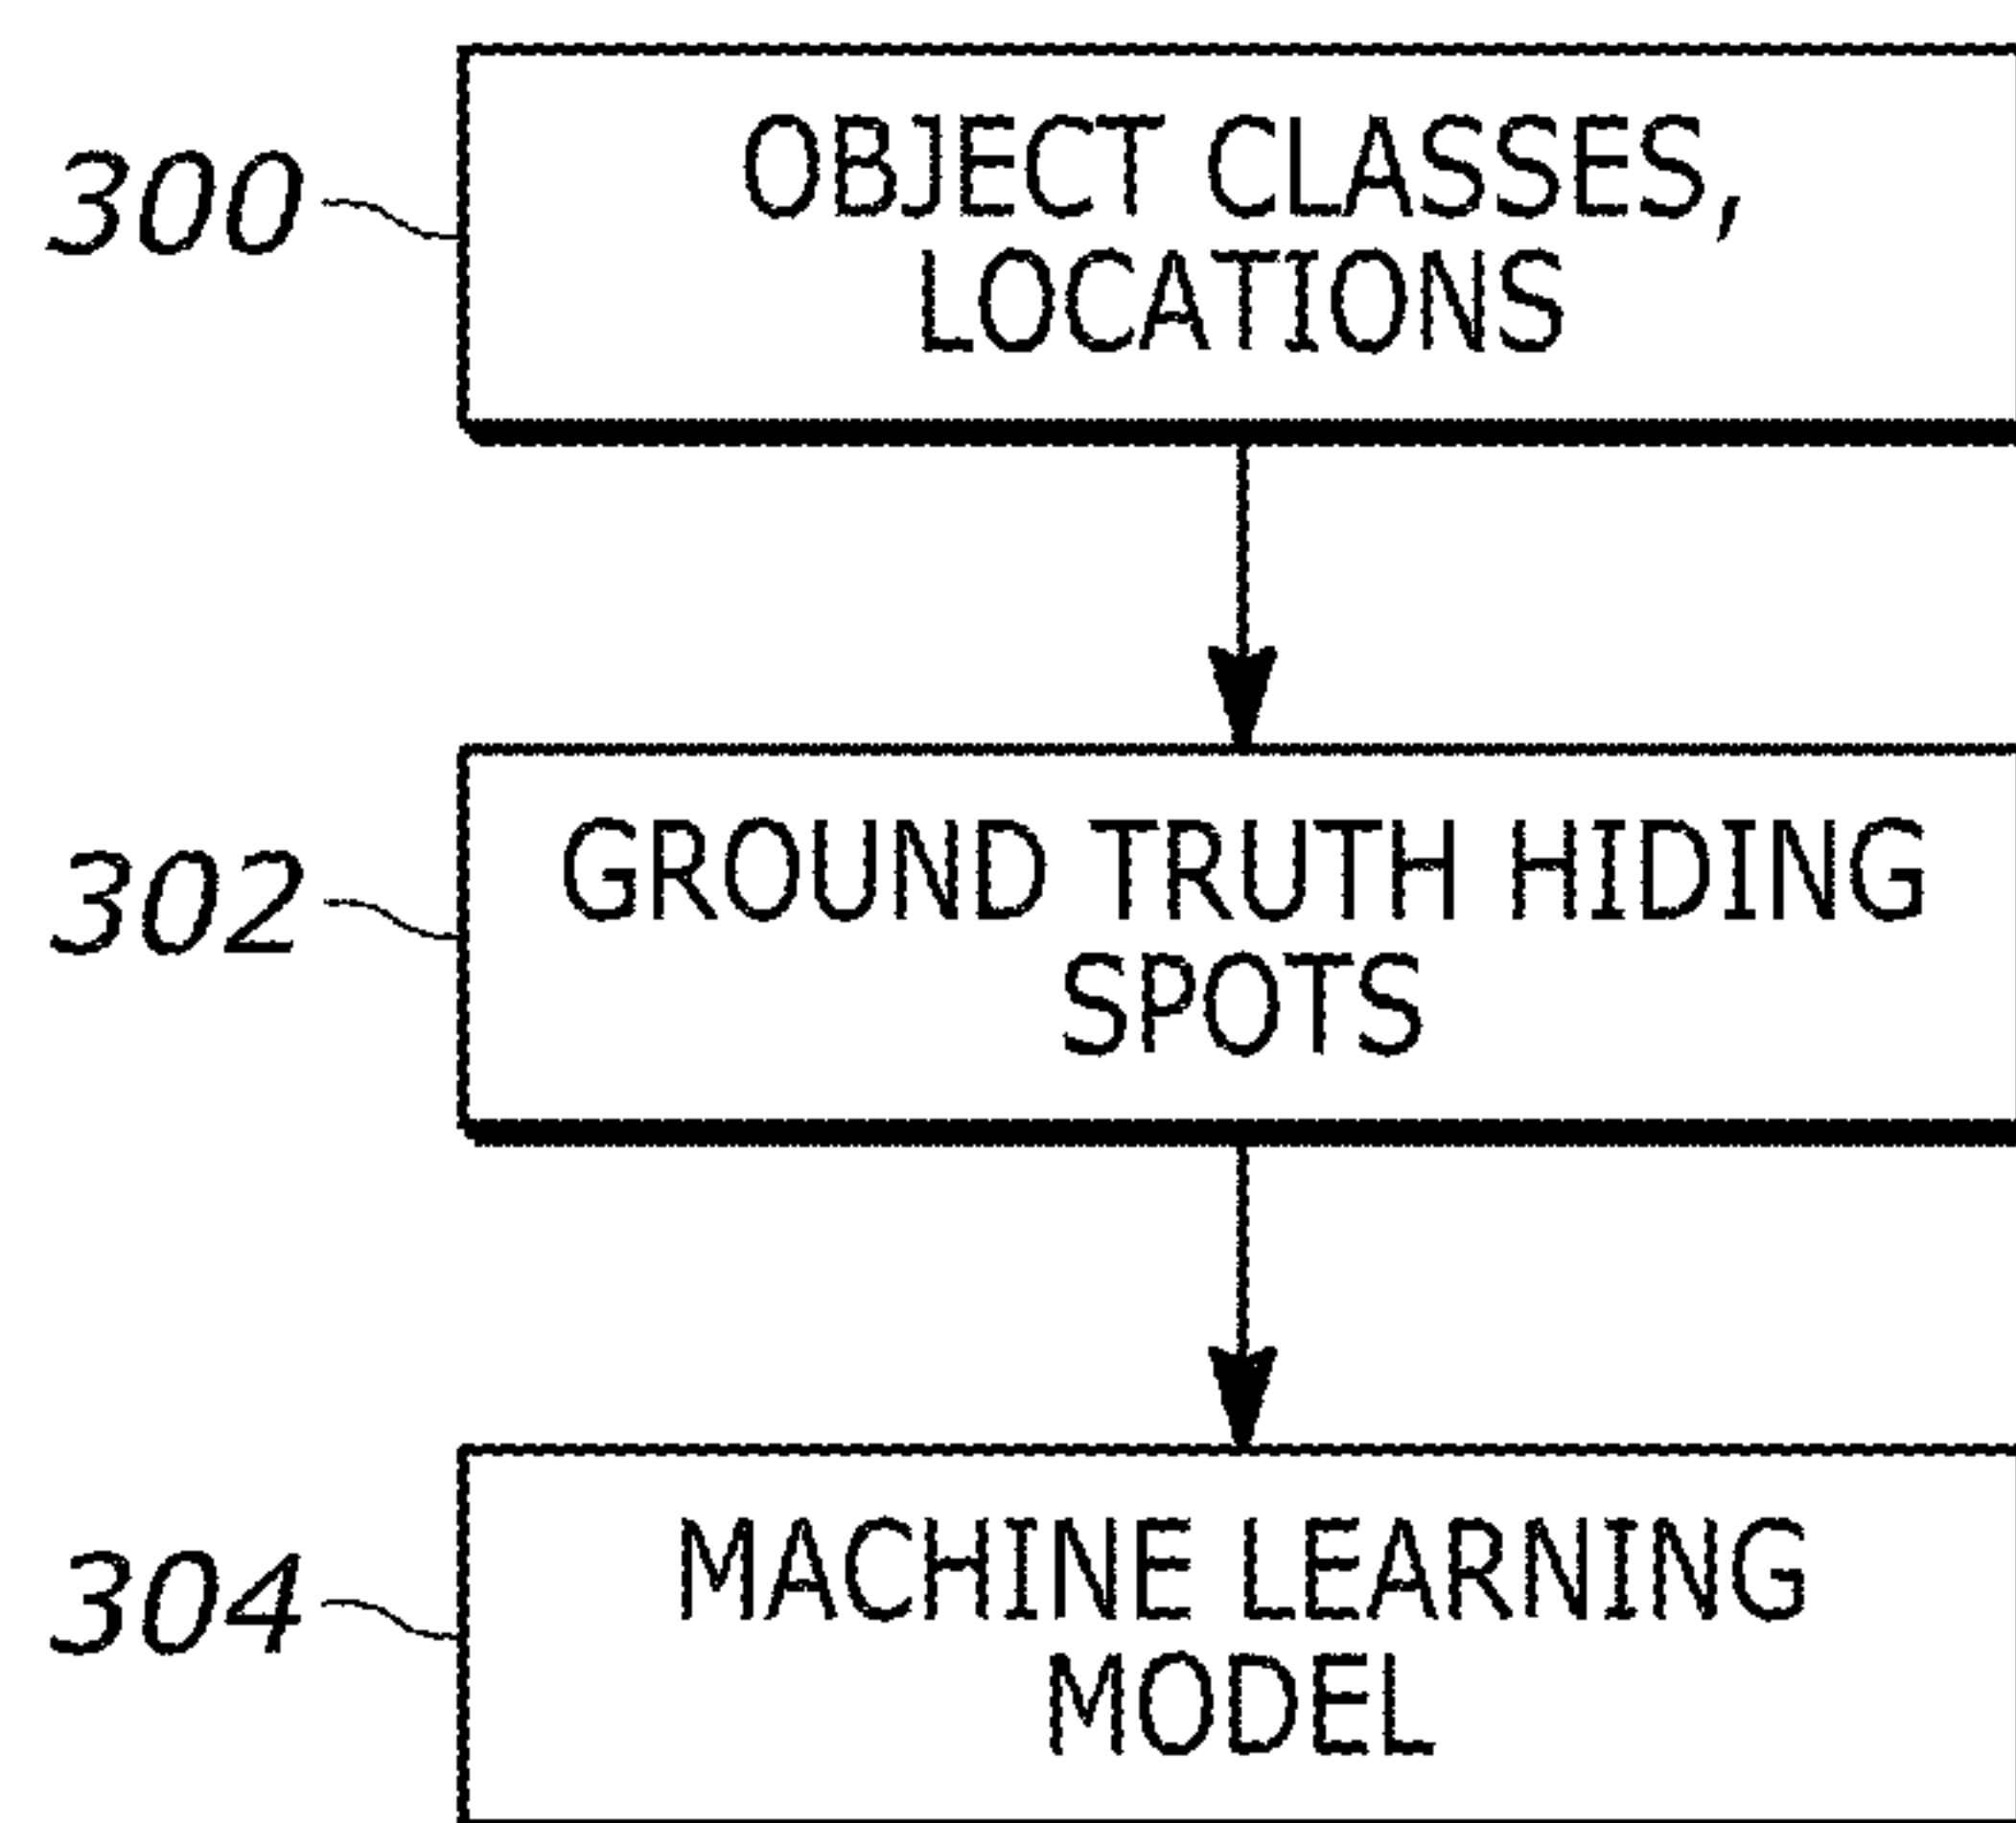 300
OBJECT CLASSES,
LOCATIONS
302
GROUND TRUTH HIDING
SPOTS
304
MACHINE LEARNING
MODEL